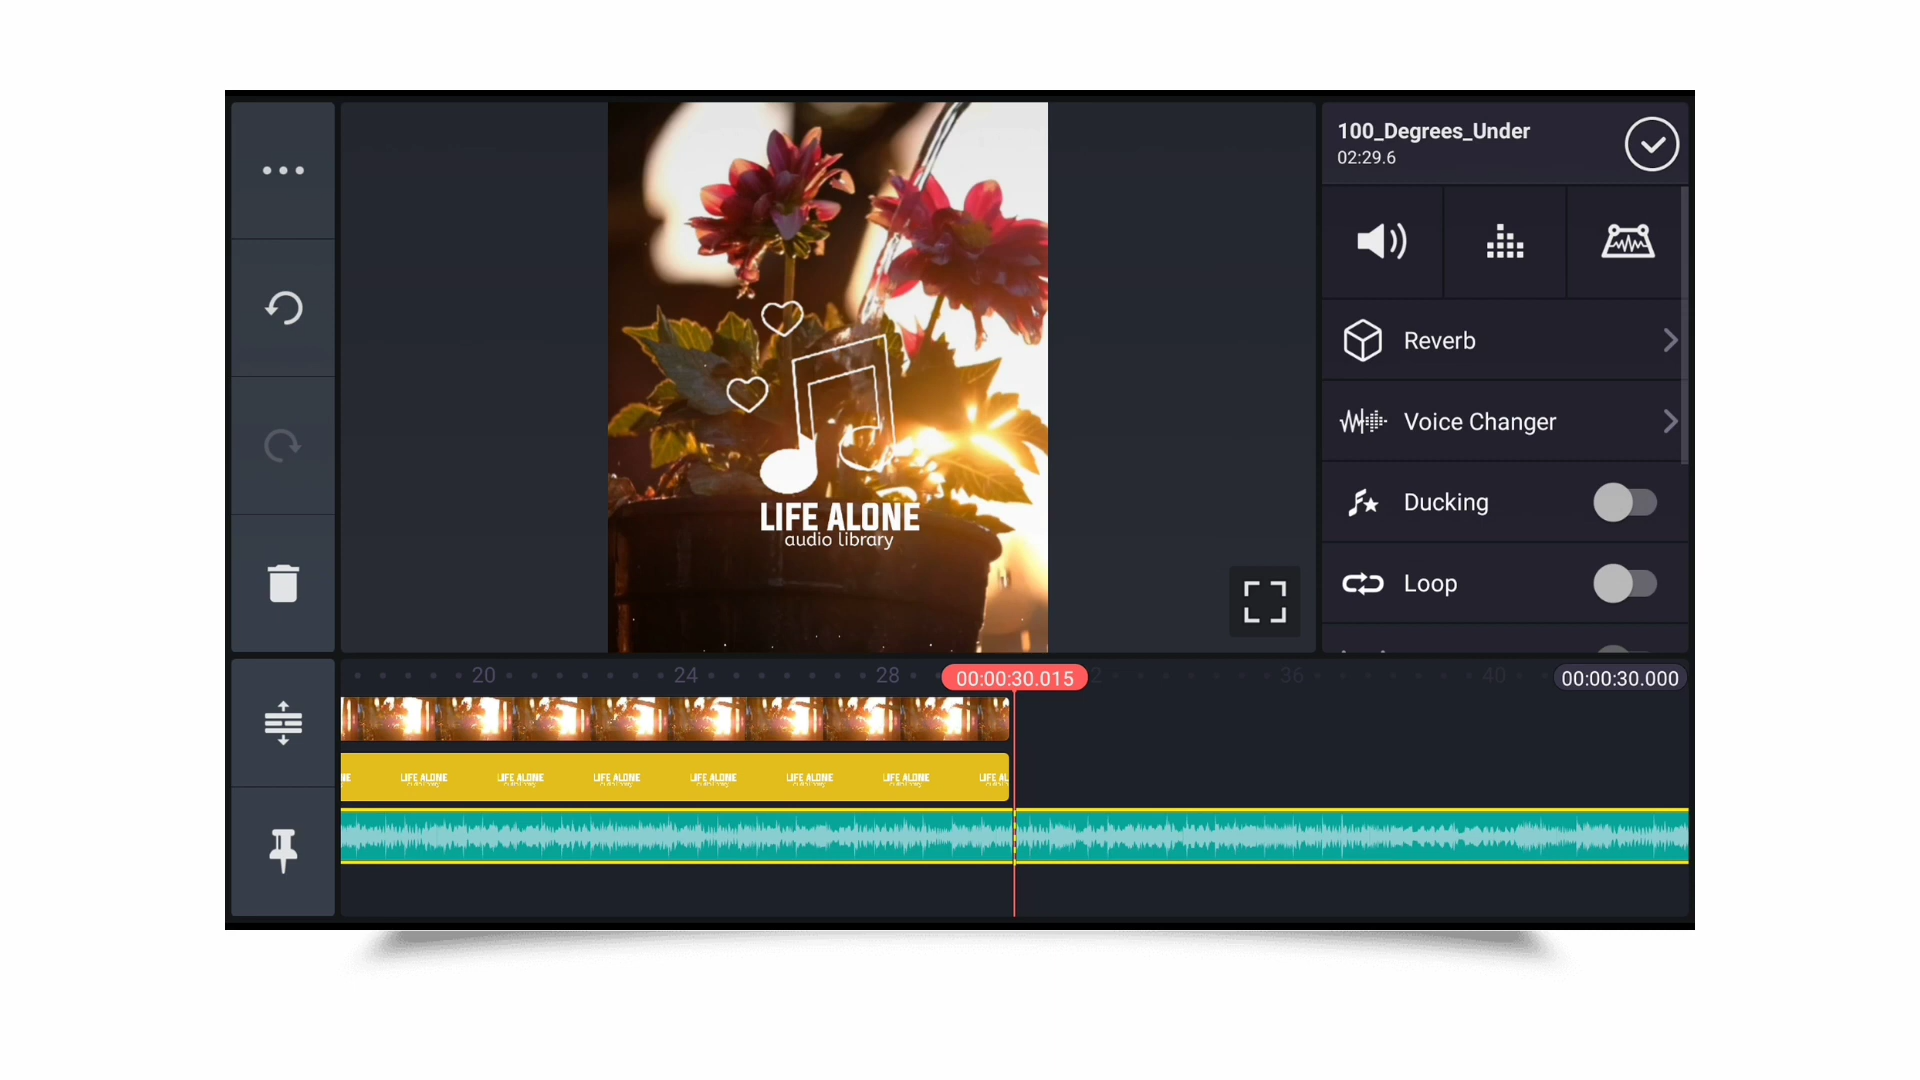 100_Degrees_Under
02:29.6
Reverb
Voice Changer
Ducking
Loop
LIFE ALONE
audio library
20
24
28
00:00:30.015
36
40
00:00:30.000
LIFE ALONE LIFE ALONE LIFE ALONE LIFE ALONE LIFE ALONE LIFE ALONE